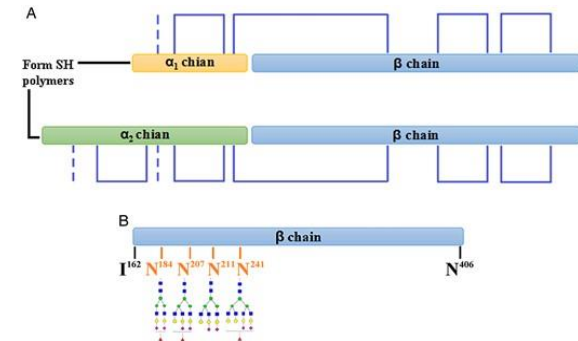 A
α1 chian
β chain
Form SH
polymers
α2 chian
β chain
B
β chain
I162 N184 N207 N211 N241 N406